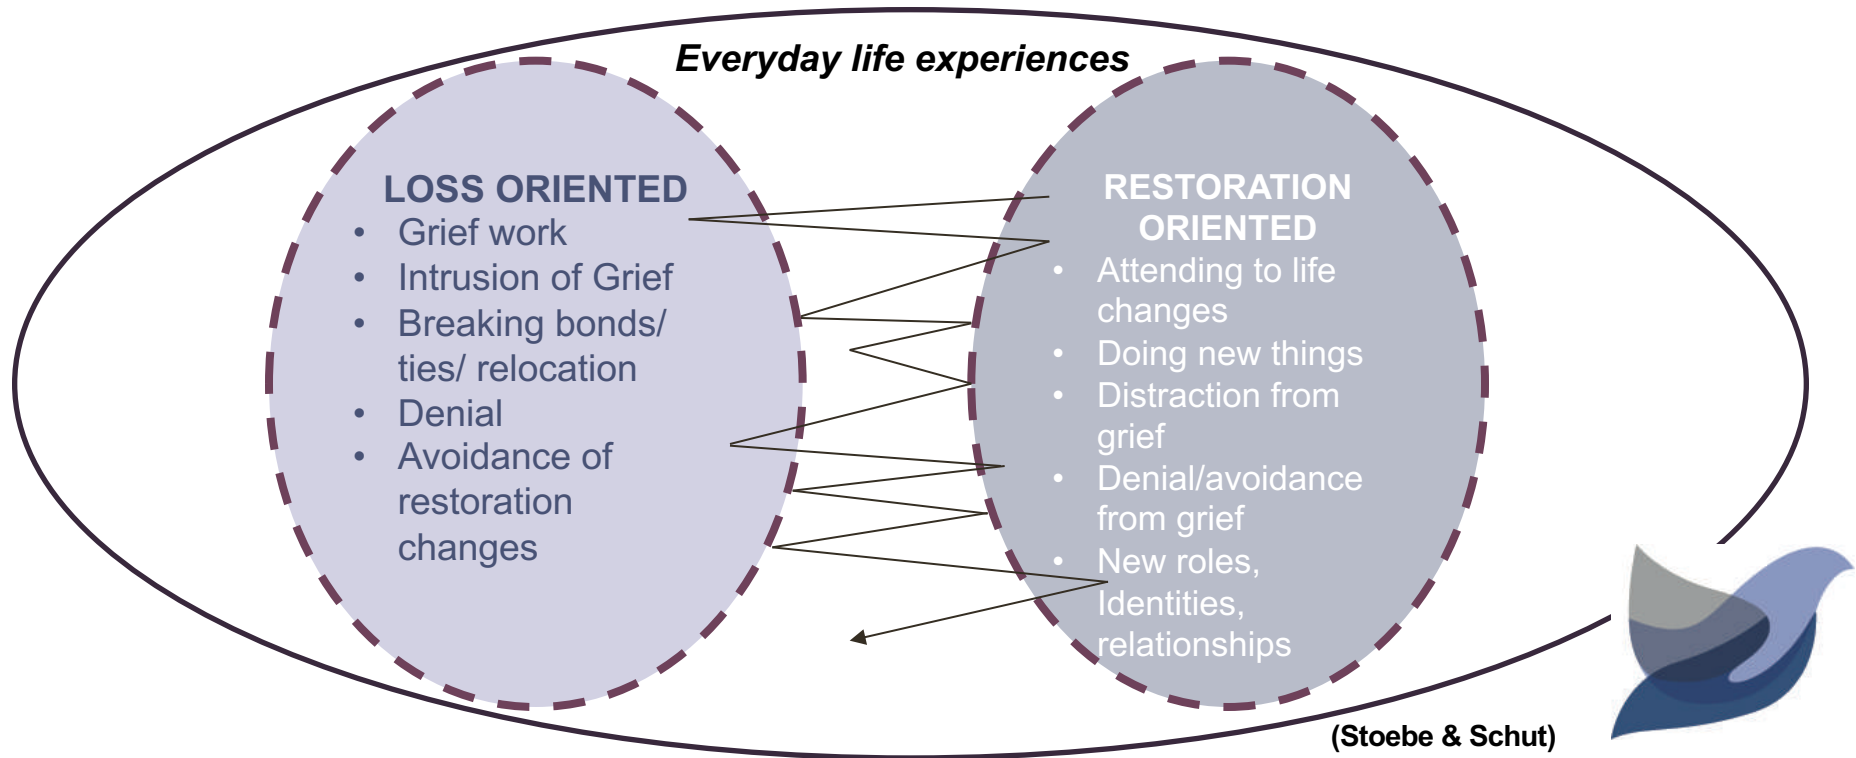 Everyday life experiences
LOSS ORIENTED
• Grief work
• Intrusion of Grief
• Breaking bonds/
ties/ relocation
• Denial
• Avoidance of
restoration
changes
RESTORATION
ORIENTED
• Attending to life
changes
• Doing new things
• Distraction from
grief
• Denial/avoidance
from grief
• New roles,
Identities,
relationships
(Stoebe & Schut)